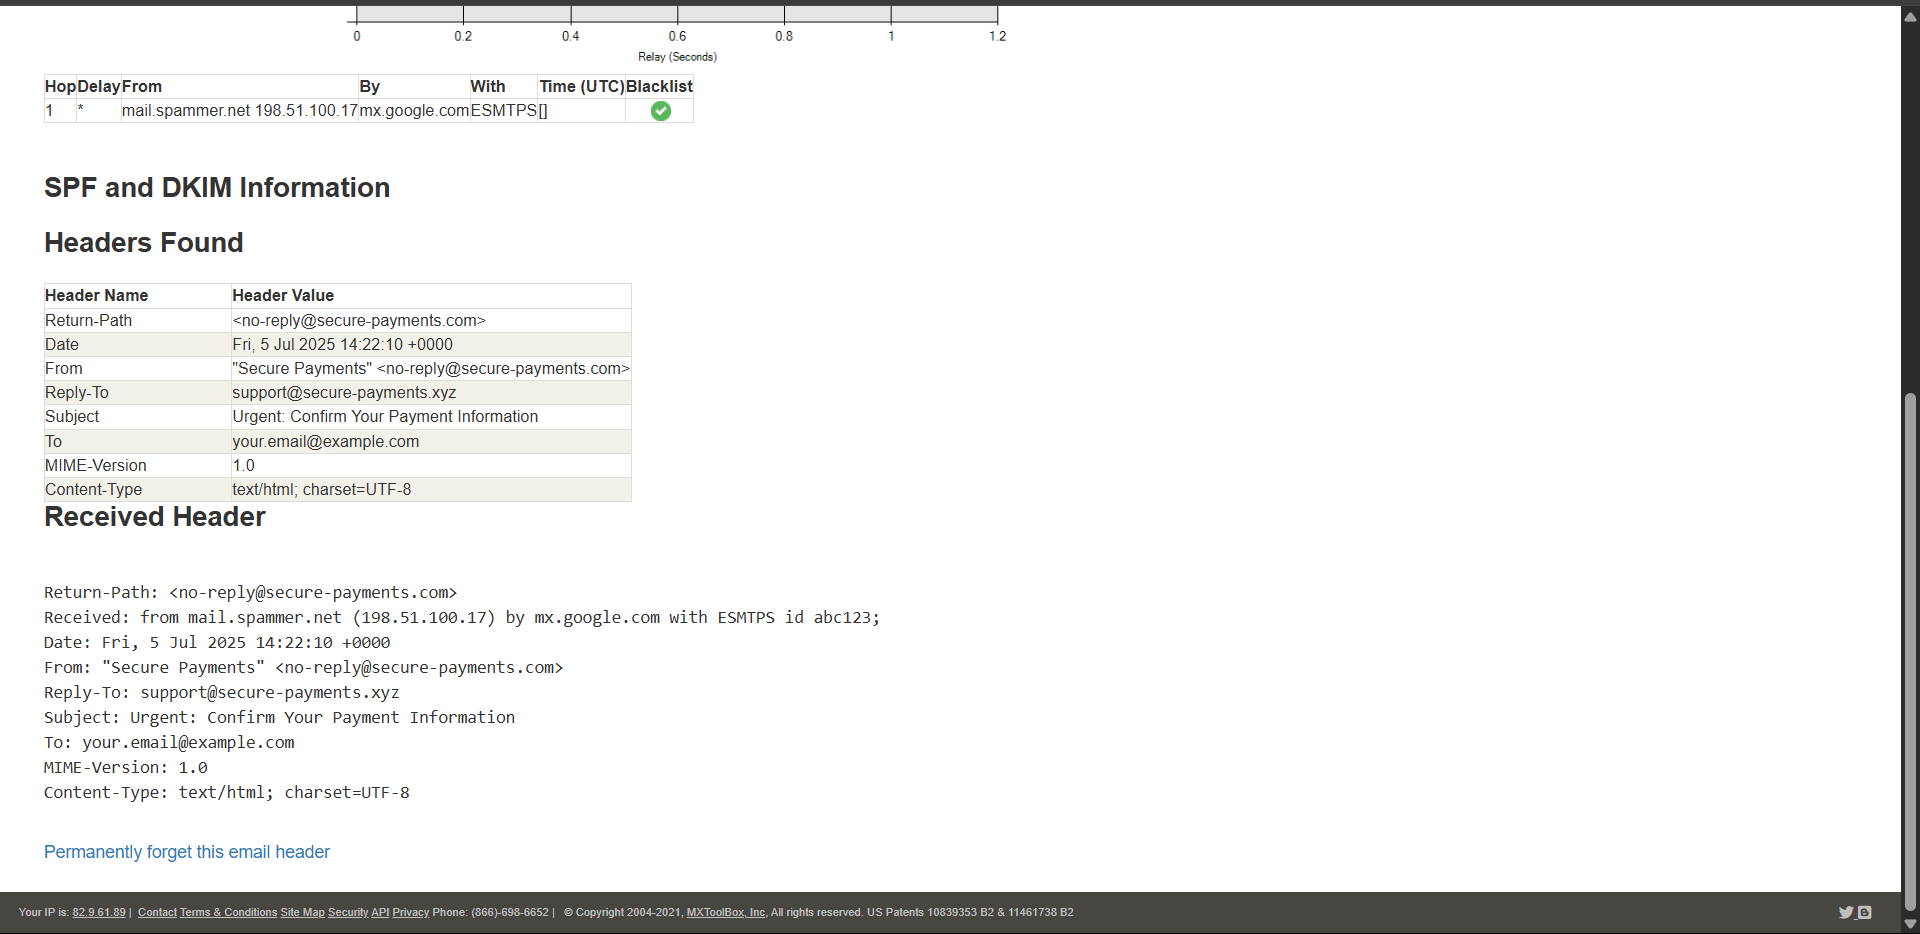 0 0.2 0.4 0.6 0.8 1 1.2
Relay (Seconds)
Hop Delay From By With Time (UTC) Blacklist
1 * mail.spammer.net 198.51.100.17 mx.google.com ESMTPS []
SPF and DKIM Information
Headers Found
Header Name Header Value
Return-Path <no-reply@secure-payments.com>
Date Fri, 5 Jul 2025 14:22:10 +0000
From "Secure Payments" <no-reply@secure-payments.com>
Reply-To support@secure-payments.xyz
Subject Urgent: Confirm Your Payment Information
To your.email@example.com
MIME-Version 1.0
Content-Type text/html; charset=UTF-8
Received Header
Return-Path: <no-reply@secure-payments.com>
Received: from mail.spammer.net (198.51.100.17) by mx.google.com with ESMTPS id abc123;
Date: Fri, 5 Jul 2025 14:22:10 +0000
From: "Secure Payments" <no-reply@secure-payments.com>
Reply-To: support@secure-payments.xyz
Subject: Urgent: Confirm Your Payment Information
To: your.email@example.com
MIME-Version: 1.0
Content-Type: text/html; charset=UTF-8
Permanently forget this email header
Your IP is: 82.9.61.89 | Contact Terms & Conditions Site Map Security API Privacy Phone: (866)-698-6652 | © Copyright 2004-2021, MXToolBox, Inc, All rights reserved. US Patents 10839353 B2 & 11461738 B2